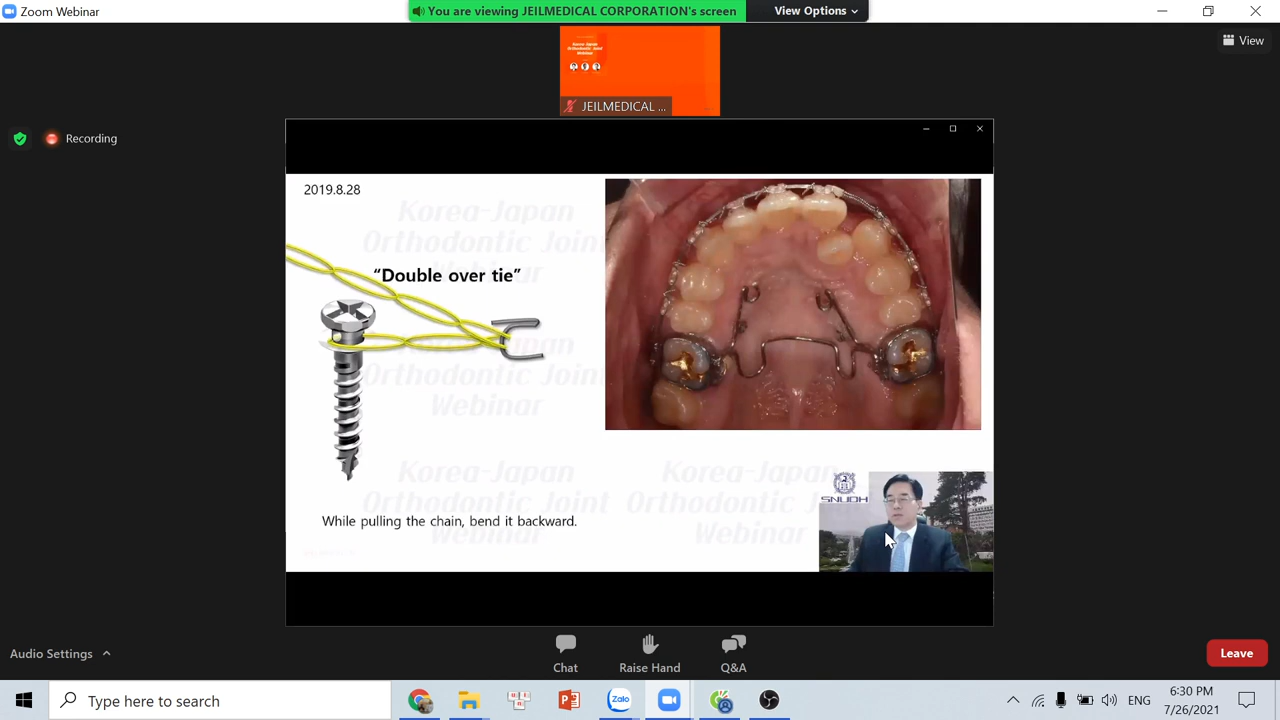 Zoom Webinar
You are viewing JEILMEDICAL CORPORATION's screen
View Options
View
Korea-Japan
Orthodontic Joint
Webinar
JEILMEDICAL ...
Recording
2019.8.28
Korea-Japan
Orthodontic Joint
“Double over tie”
Orthodontic Joint
Webinar
Korea-Japan
Orthodontic Joint
Webinar
Korea-Japan
Orthodontic Joint
Webinar
SNUDH
While pulling the chain, bend it backward.
Audio Settings
Chat
Raise Hand
Q&A
Leave
Type here to search
Zalo
ENG
6:30 PM
7/26/2021